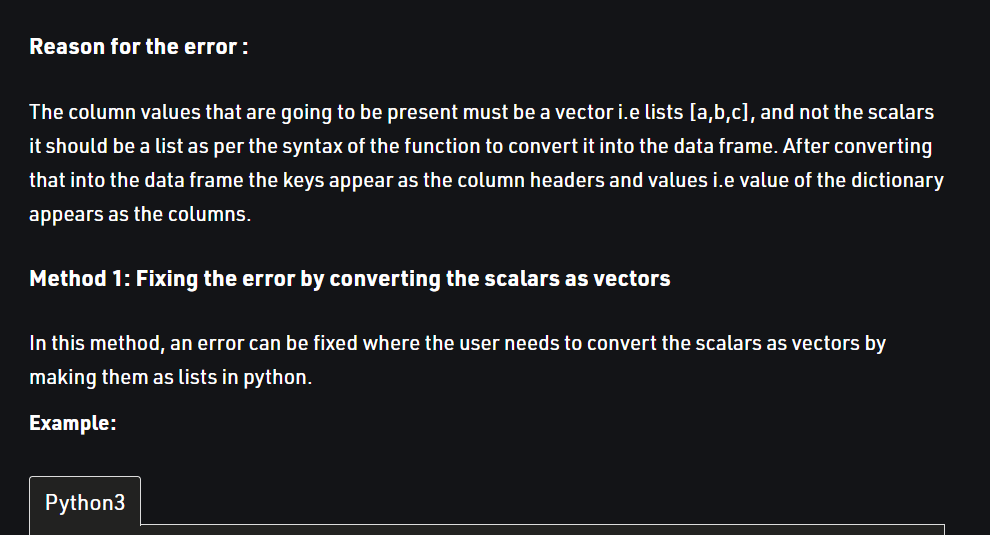 Reason for the error :
The column values that are going to be present must be a vector i.e lists [a,b,c], and not the scalars
it should be a list as per the syntax of the function to convert it into the data frame. After converting
that into the data frame the keys appear as the column headers and values i.e value of the dictionary
appears as the columns.
Method 1: Fixing the error by converting the scalars as vectors
In this method, an error can be fixed where the user needs to convert the scalars as vectors by
making them as lists in python.
Example:
Python3